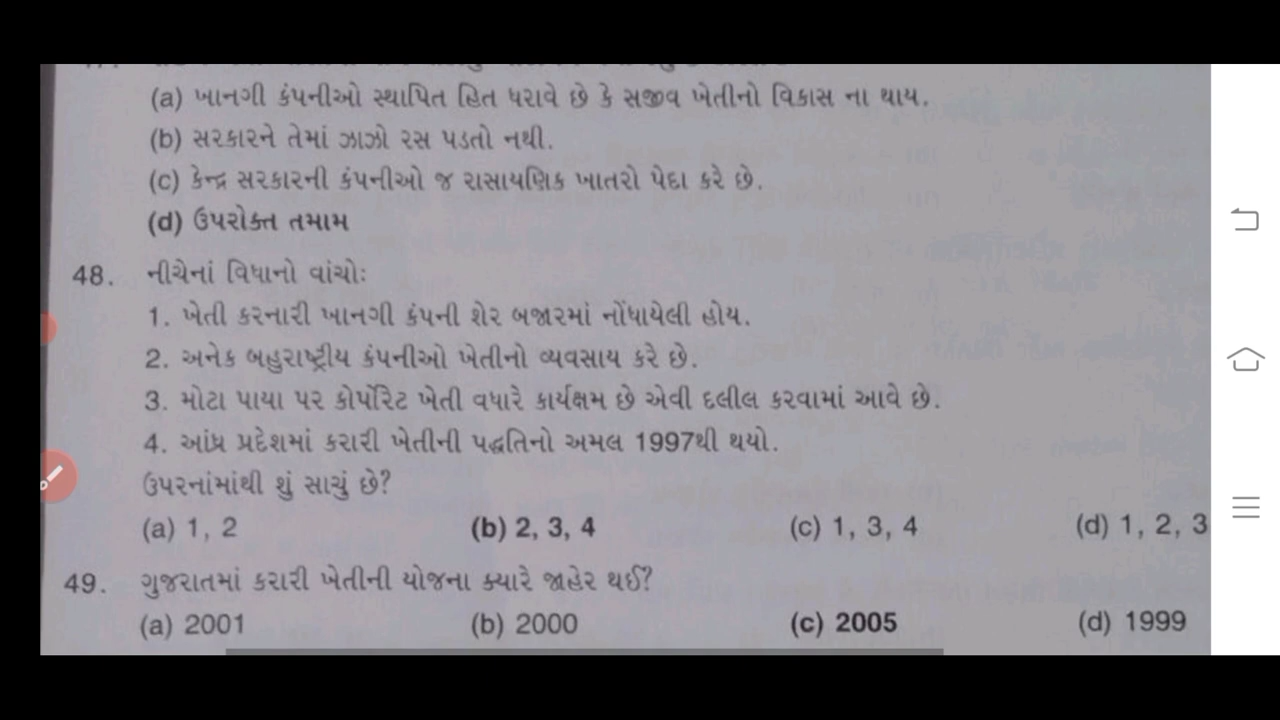 (a) ખાનગી કંપનીઓ સ્થાપિત હિત ધરાવે છે કે સજીવ ખેતીનો વિકાસ ના થાય.
(b) સરકારને તેમાં ઝાઝો રસ પડતો નથી.
(c) કેન્દ્ર સરકારની કંપનીઓ જ રાસાયણિક ખાતરો પેદા કરે છે.
(d) ઉપરોક્ત તમામ
48. નીચેનાં વિધાનો વાંચોઃ
1. ખેતી કરનારી ખાનગી કંપની શેર બજારમાં નોંધાયેલી હોય.
2. અનેક બહુરાષ્ટ્રીય કંપનીઓ ખેતીનો વ્યવસાય કરે છે.
3. મોટા પાયા પર કોર્પોરેટ ખેતી વધારે કાર્યક્ષમ છે એવી દલીલ કરવામાં આવે છે.
4. આંધ્ર પ્રદેશમાં કરારી ખેતીની પદ્ધતિનો અમલ 1997થી થયો.
ઉપરનાંમાંથી શું સાચું છે?
(a) 1, 2 (b) 2, 3, 4 (c) 1, 3, 4 (d) 1, 2, 3
49. ગુજરાતમાં કરારી ખેતીની યોજના ક્યારે જાહેર થઈ?
(a) 2001 (b) 2000 (c) 2005 (d) 1999